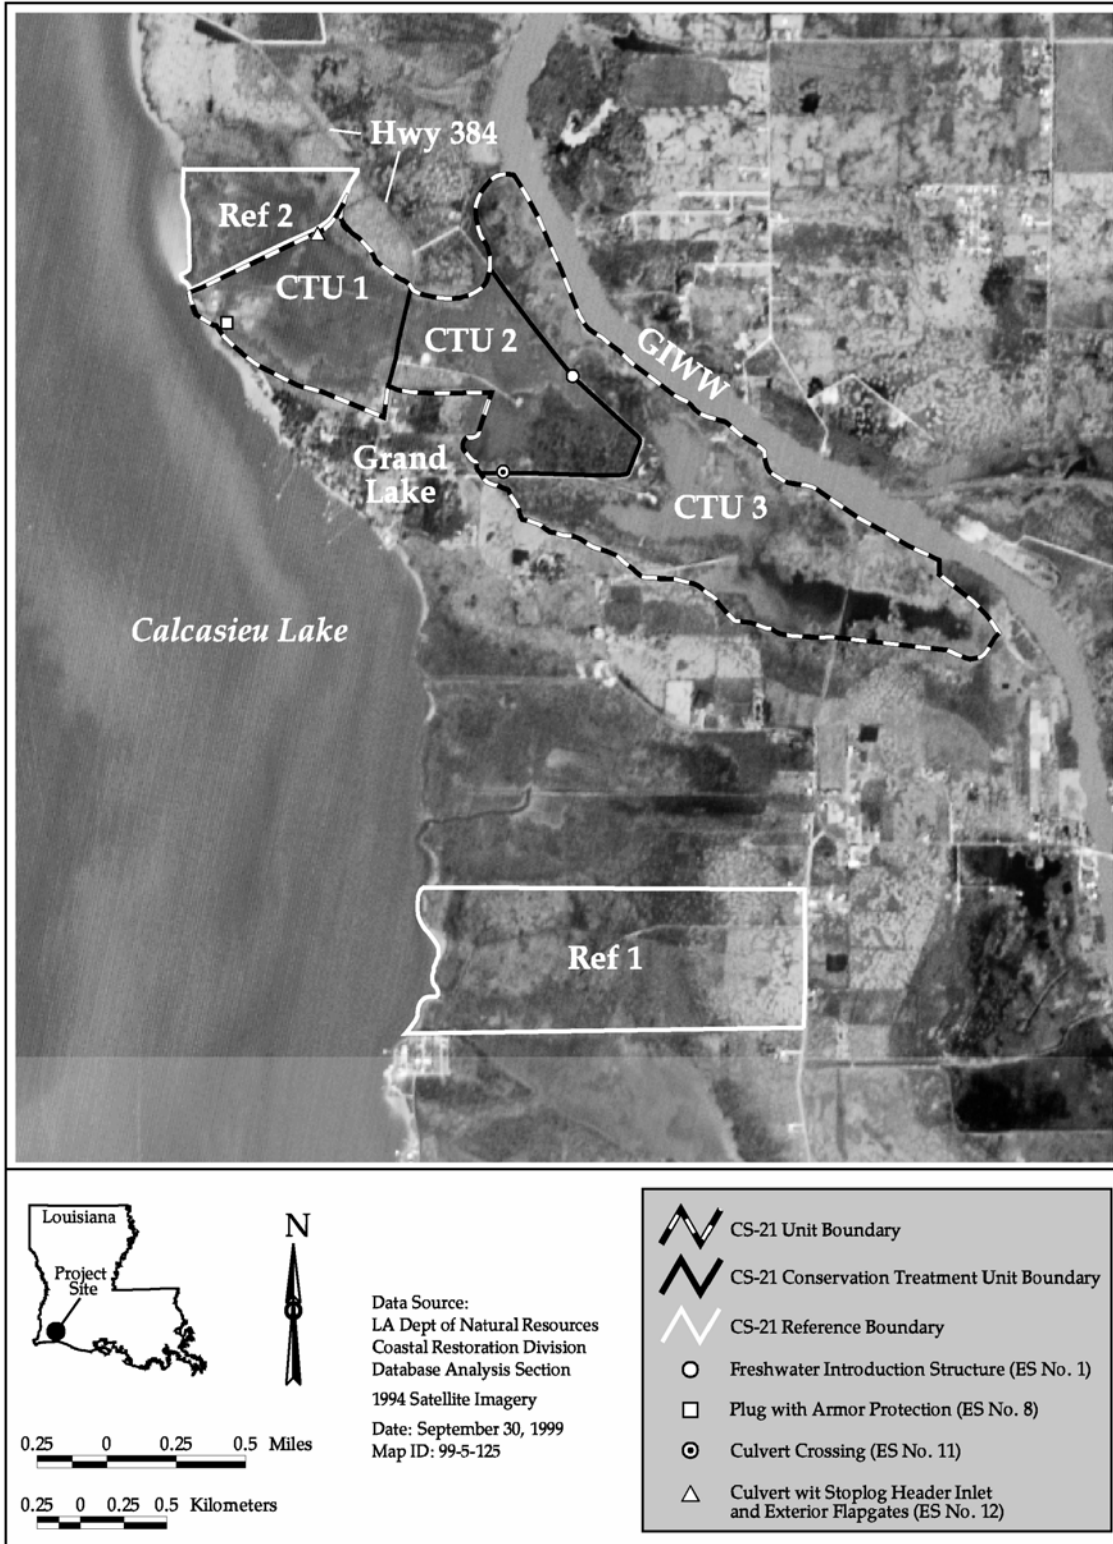 Hwy 384
Ref 2
CTU 1
CTU 2
GIWW
Grand
Lake
CTU 3
Calcasieu Lake
Ref 1
Louisiana
Project
Site
N
Data Source:
LA Dept of Natural Resources
Coastal Restoration Division
Database Analysis Section
1994 Satellite Imagery
Date: September 30, 1999
Map ID: 99-5-125
0.25 0 0.25 0.5 Miles
0.25 0 0.25 0.5 Kilometers
CS-21 Unit Boundary
CS-21 Conservation Treatment Unit Boundary
CS-21 Reference Boundary
Freshwater Introduction Structure (ES No. 1)
Plug with Armor Protection (ES No. 8)
Culvert Crossing (ES No. 11)
Culvert wit Stoplog Header Inlet
and Exterior Flapgates (ES No. 12)